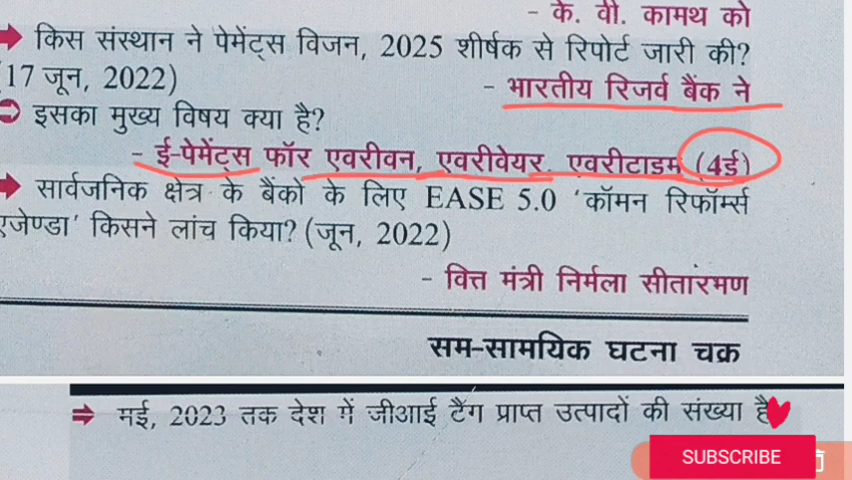 - के. वी. कामथ को
किस संस्थान ने पेमेंट्स विजन, 2025 शीर्षक से रिपोर्ट जारी की?
(17 जून, 2022)
- भारतीय रिजर्व बैंक ने
इसका मुख्य विषय क्या है?
- ई-पेमेंट्स फॉर एवरीवन, एवरीवेयर, एवरीटाइम (4ई)
सार्वजनिक क्षेत्र के बैंकों के लिए EASE 5.0 'कॉमन रिफॉर्म्स
एजेण्डा' किसने लांच किया? (जून, 2022)
- वित्त मंत्री निर्मला सीतारमण
सम-सामयिक घटना चक्र
मई, 2023 तक देश में जीआई टैग प्राप्त उत्पादों की संख्या है
SUBSCRIBE